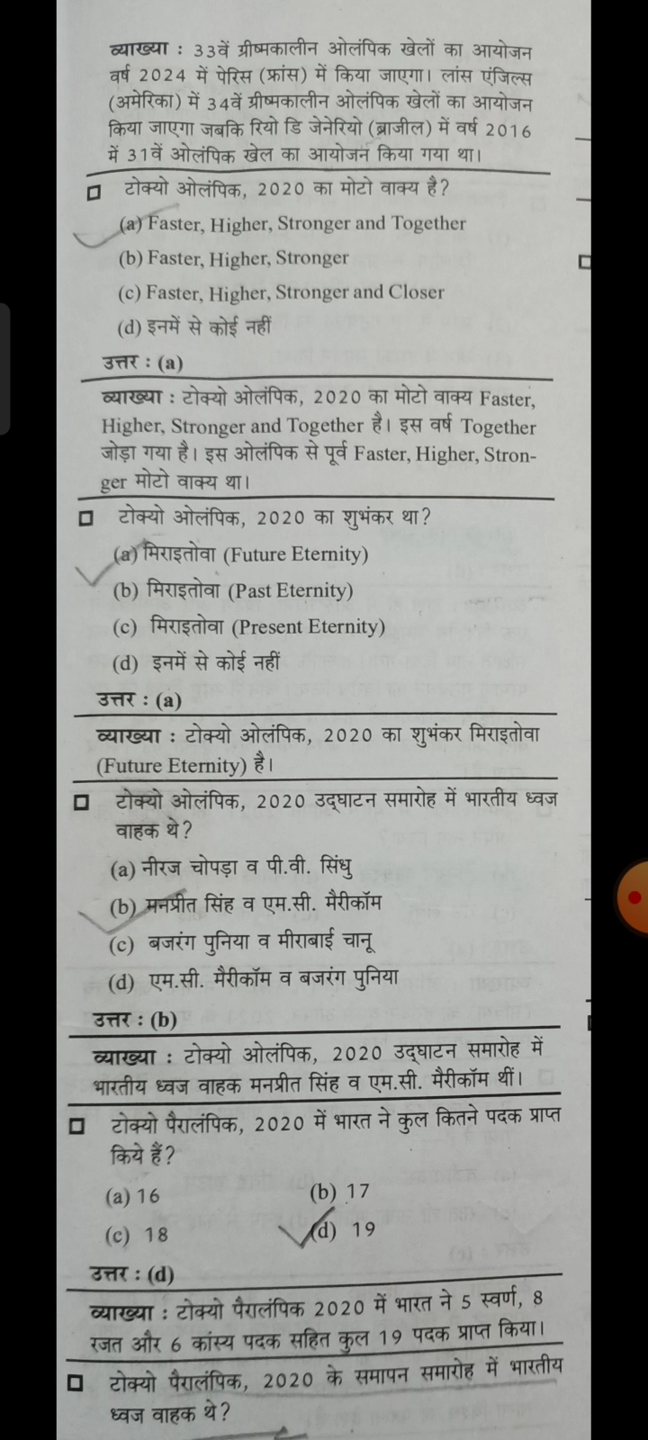 व्याख्या : 33वें ग्रीष्मकालीन ओलंपिक खेलों का आयोजन
वर्ष 2024 में पेरिस (फ्रांस) में किया जाएगा। लांस एंजिल्स
(अमेरिका) में 34वें ग्रीष्मकालीन ओलंपिक खेलों का आयोजन
किया जाएगा जबकि रियो डि जेनेरियो (ब्राजील) में वर्ष 2016
में 31वें ओलंपिक खेल का आयोजन किया गया था।
टोक्यो ओलंपिक, 2020 का मोटो वाक्य है?
(a) Faster, Higher, Stronger and Together
(b) Faster, Higher, Stronger
(c) Faster, Higher, Stronger and Closer
(d) इनमें से कोई नहीं
उत्तर : (a)
व्याख्या : टोक्यो ओलंपिक, 2020 का मोटो वाक्य Faster,
Higher, Stronger and Together है। इस वर्ष Together
जोड़ा गया है। इस ओलंपिक से पूर्व Faster, Higher, Stron-
ger मोटो वाक्य था।
टोक्यो ओलंपिक, 2020 का शुभंकर था?
(a) मिराइतोवा (Future Eternity)
(b) मिराइतोवा (Past Eternity)
(c) मिराइतोवा (Present Eternity)
(d) इनमें से कोई नहीं
उत्तर : (a)
व्याख्या : टोक्यो ओलंपिक, 2020 का शुभंकर मिराइतोवा
(Future Eternity) है।
टोक्यो ओलंपिक, 2020 उद्घाटन समारोह में भारतीय ध्वज
वाहक थे?
(a) नीरज चोपड़ा व पी.वी. सिंधु
(b) मनप्रीत सिंह व एम.सी. मैरीकॉम
(c) बजरंग पुनिया व मीराबाई चानू
(d) एम.सी. मैरीकॉम व बजरंग पुनिया
उत्तर : (b)
व्याख्या : टोक्यो ओलंपिक, 2020 उद्घाटन समारोह में
भारतीय ध्वज वाहक मनप्रीत सिंह व एम.सी. मैरीकॉम थीं।
टोक्यो पैरालंपिक, 2020 में भारत ने कुल कितने पदक प्राप्त
किये हैं?
(a) 16 (b) 17
(c) 18 (d) 19
उत्तर : (d)
व्याख्या : टोक्यो पैरालंपिक 2020 में भारत ने 5 स्वर्ण, 8
रजत और 6 कांस्य पदक सहित कुल 19 पदक प्राप्त किया।
टोक्यो पैरालंपिक, 2020 के समापन समारोह में भारतीय
ध्वज वाहक थे?